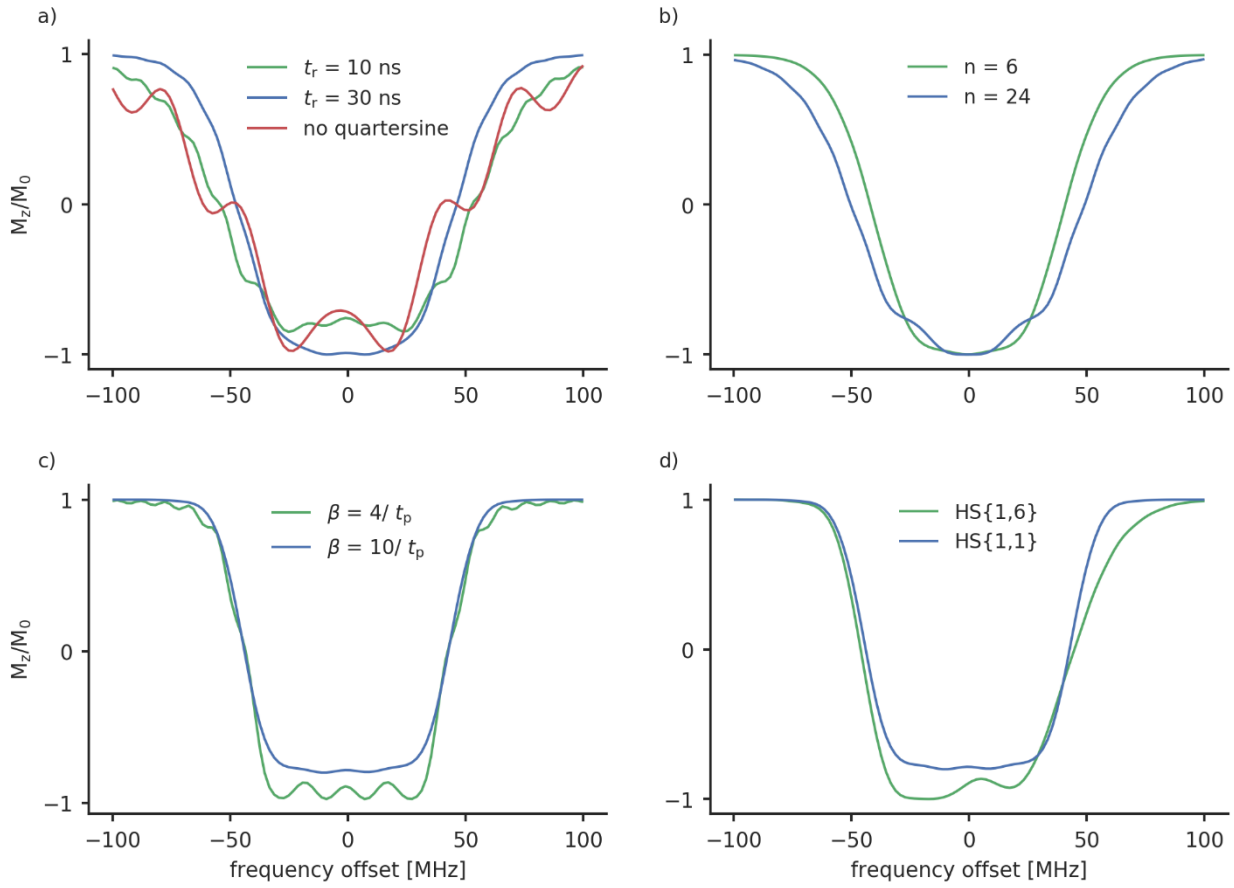 a)
1
0
−1
M_z/M_0
t_r = 10 ns
t_r = 30 ns
no quartersine
−100 −50 0 50 100
b)
1
0
−1
n = 6
n = 24
−100 −50 0 50 100
c)
1
0
−1
M_z/M_0
β = 4/ t_p
β = 10/ t_p
−100 −50 0 50 100
frequency offset [MHz]
d)
1
0
−1
HS{1,6}
HS{1,1}
−100 −50 0 50 100
frequency offset [MHz]